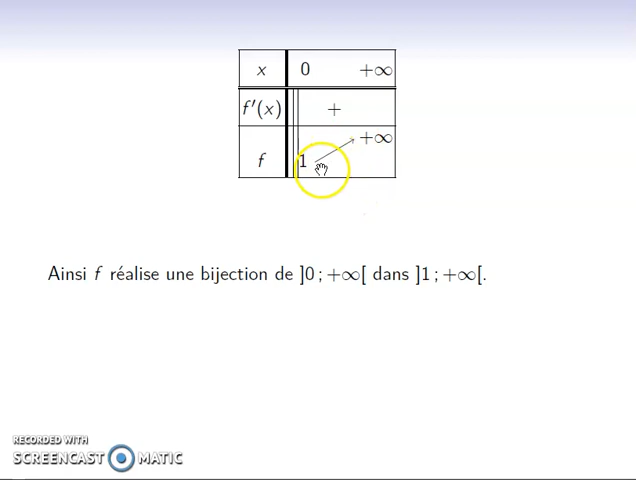 x 0 +∞
f′(x) +
+∞
f 1
Ainsi f réalise une bijection de ]0 ; +∞[ dans ]1 ; +∞[.
RECORDED WITH
SCREENCAST MATIC